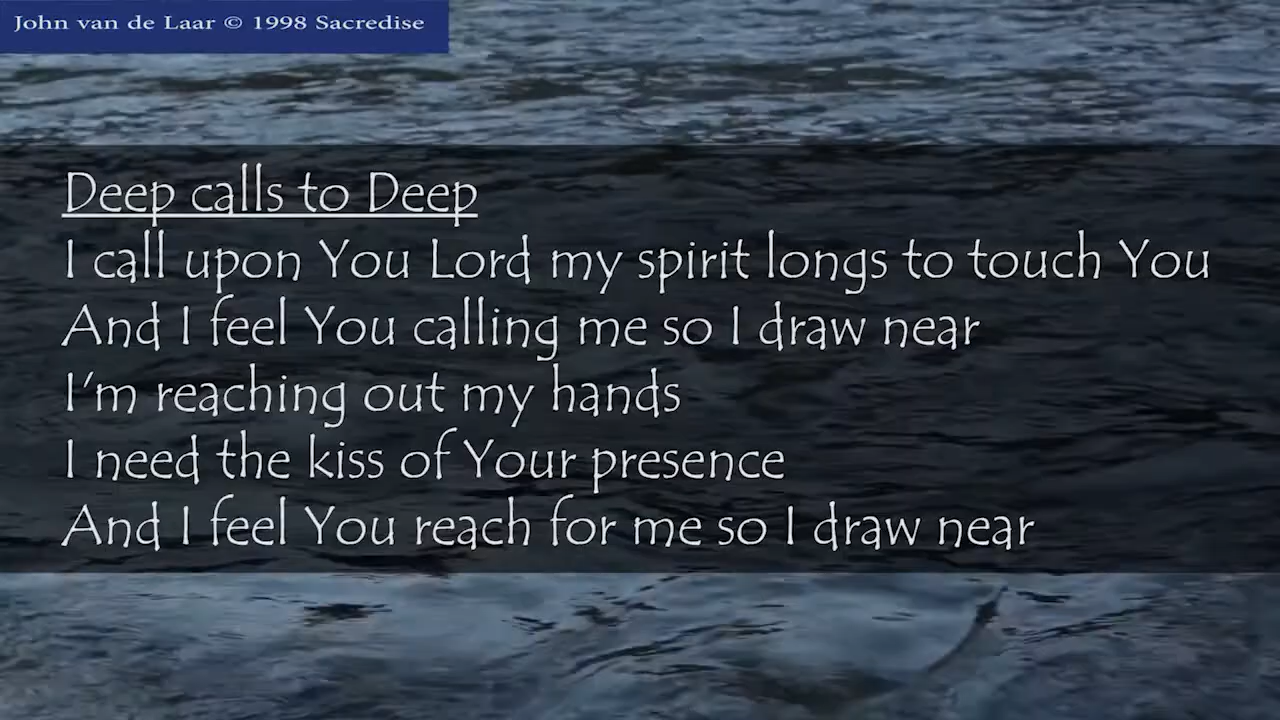 John van de Laar © 1998 Sacredise
Deep calls to Deep
I call upon You Lord my spirit longs to touch You
And I feel You calling me so I draw near
I'm reaching out my hands
I need the kiss of Your presence
And I feel You reach for me so I draw near